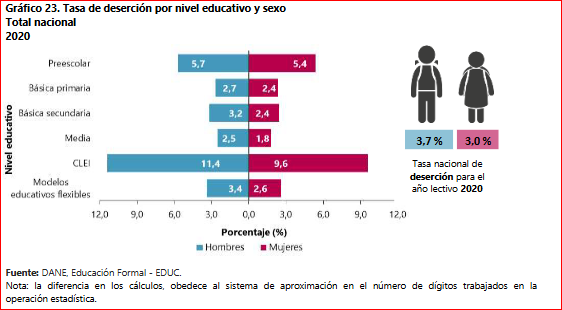 Gráfico 23. Tasa de deserción por nivel educativo y sexo
Total nacional
2020
Nivel educativo
Preescolar 5,7 5,4
Básica primaria 2,7 2,4
Básica secundaria 3,2 2,4
Media 2,5 1,8
CLEI 11,4 9,6
Modelos
educativos flexibles 3,4 2,6
12,0 9,0 6,0 3,0 0,0 3,0 6,0 9,0 12,0
Porcentaje (%)
Hombres Mujeres
3,7 % 3,0 %
Tasa nacional de
deserción para el
año lectivo 2020
Fuente: DANE, Educación Formal - EDUC.
Nota: la diferencia en los cálculos, obedece al sistema de aproximación en el número de dígitos trabajados en la
operación estadística.